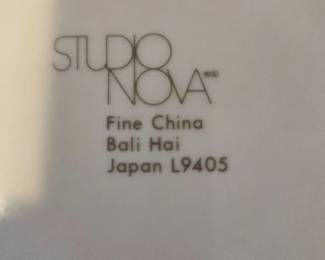 STUDIO
NOVA
Fine China
Bali Hai
Japan L9405